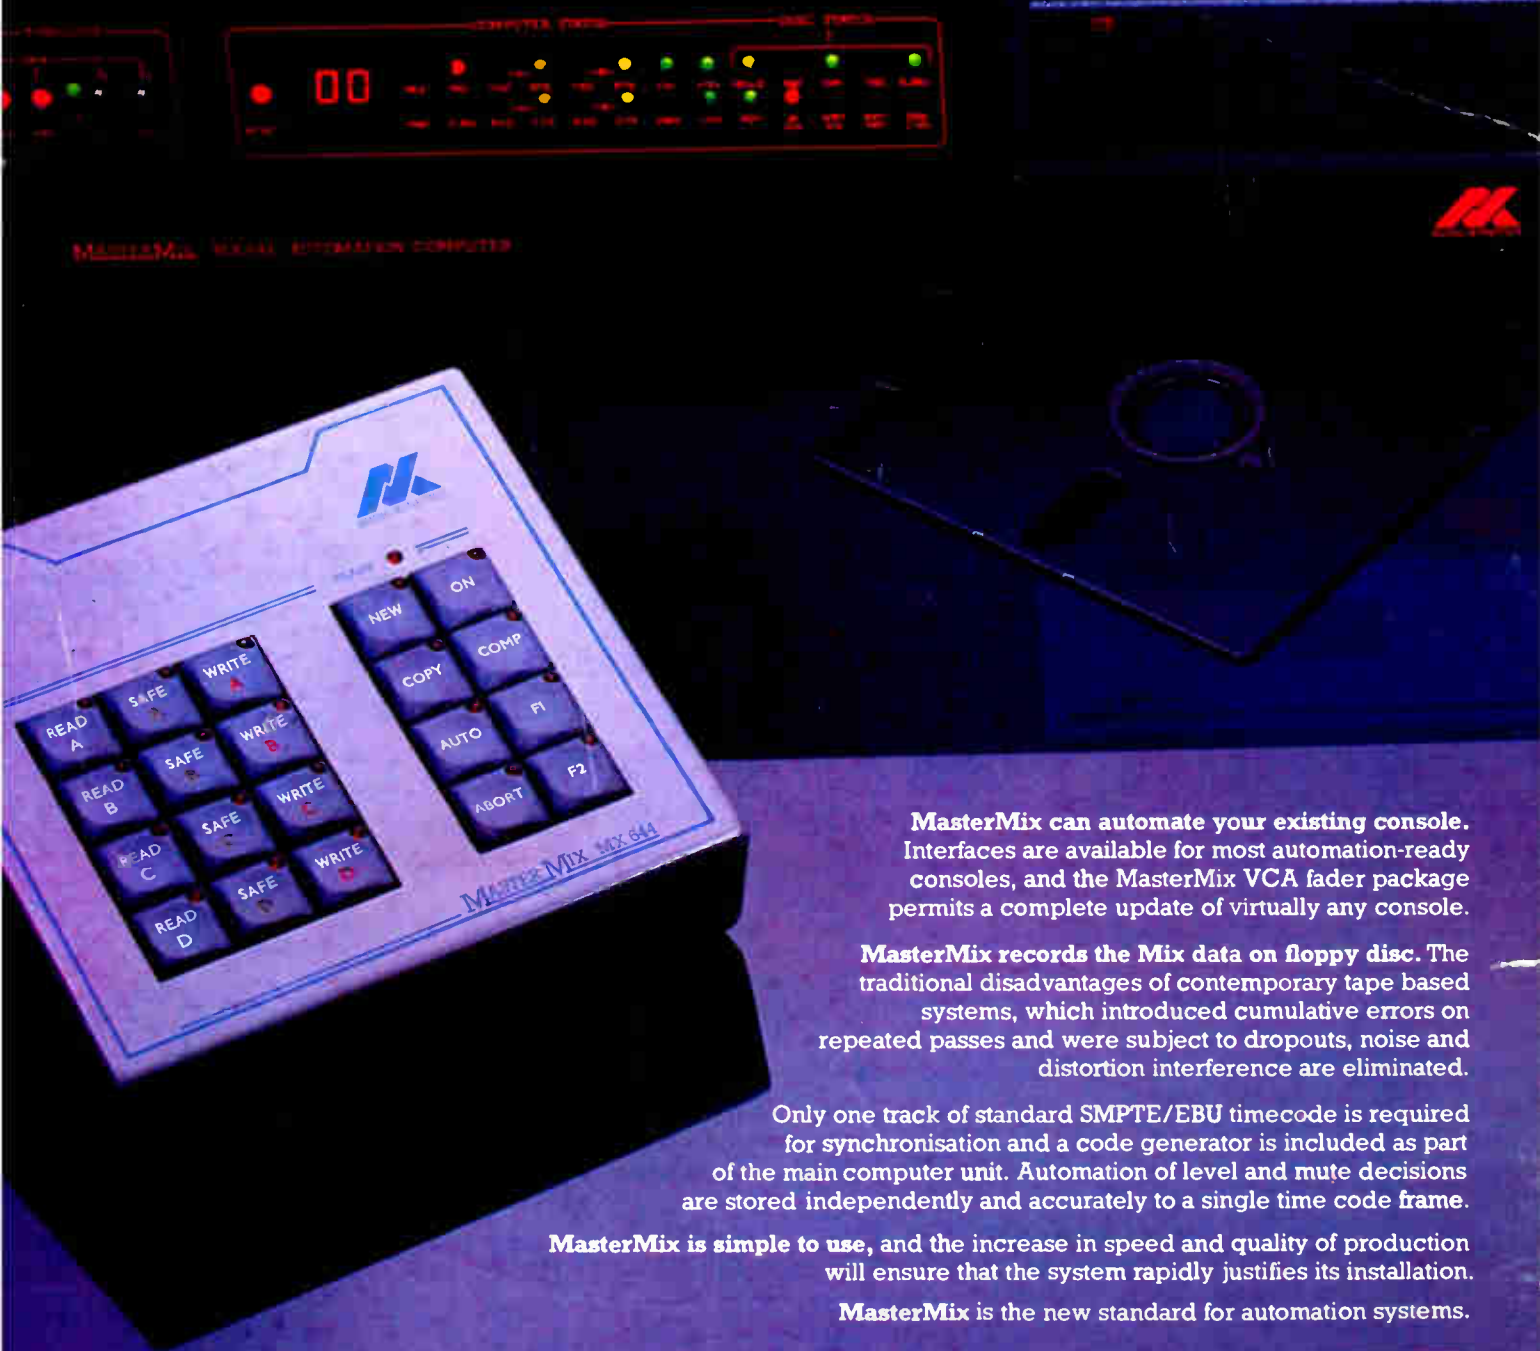 COMPUTER STATUS
00
MASTERMIX AUTOMATION COMPUTER
NEW ON
COPY COMP
AUTO F1
ABORT F2
READ A SAFE A WRITE A
READ B SAFE B WRITE B
READ C SAFE C WRITE C
READ D SAFE D WRITE D
MASTER MIX MX 644
MasterMix can automate your existing console.
Interfaces are available for most automation-ready
consoles, and the MasterMix VCA fader package
permits a complete update of virtually any console.
MasterMix records the Mix data on floppy disc. The
traditional disadvantages of contemporary tape based
systems, which introduced cumulative errors on
repeated passes and were subject to dropouts, noise and
distortion interference are eliminated.
Only one track of standard SMPTE/EBU timecode is required
for synchronisation and a code generator is included as part
of the main computer unit. Automation of level and mute decisions
are stored independently and accurately to a single time code frame.
MasterMix is simple to use, and the increase in speed and quality of production
will ensure that the system rapidly justifies its installation.
MasterMix is the new standard for automation systems.